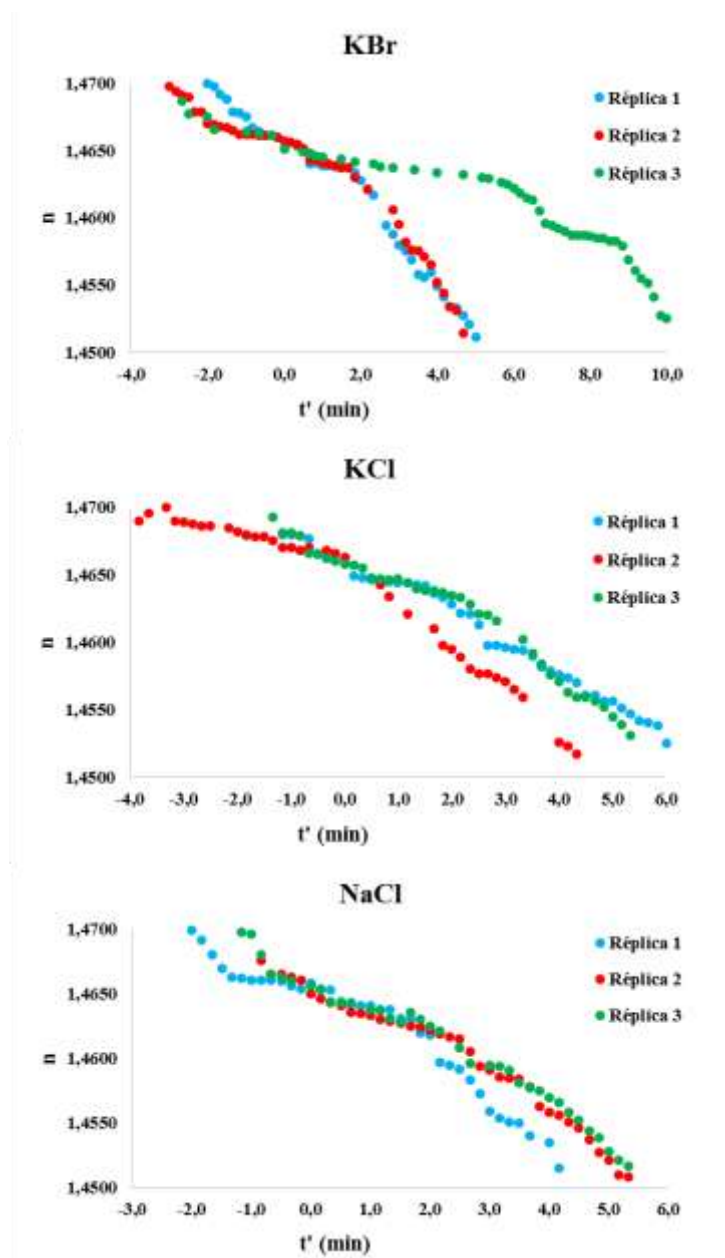 KBr
1,4700
1,4650
1,4600
1,4550
1,4500
n
-4,0 -2,0 0,0 2,0 4,0 6,0 8,0 10,0
t' (min)
Réplica 1
Réplica 2
Réplica 3
KCl
1,4700
1,4650
1,4600
1,4550
1,4500
n
-4,0 -3,0 -2,0 -1,0 0,0 1,0 2,0 3,0 4,0 5,0 6,0
t' (min)
Réplica 1
Réplica 2
Réplica 3
NaCl
1,4700
1,4650
1,4600
1,4550
1,4500
n
-3,0 -2,0 -1,0 0,0 1,0 2,0 3,0 4,0 5,0 6,0
t' (min)
Réplica 1
Réplica 2
Réplica 3